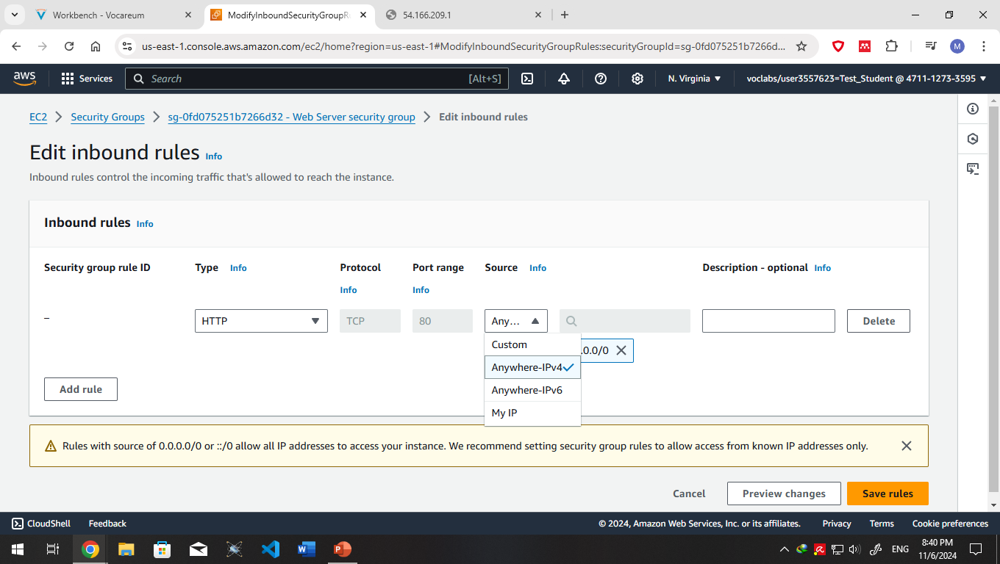 Workbench - Vocareum
ModifyInboundSecurityGroupRu
54.166.209.1
us-east-1.console.aws.amazon.com/ec2/home?region=us-east-1#ModifyInboundSecurityGroupRules:securityGroupId=sg-0fd075251b7266d...
M
aws
Services
Search
[Alt+S]
N. Virginia
voclabs/user3557623=Test_Student @ 4711-1273-3595
EC2
Security Groups
sg-0fd075251b7266d32 - Web Server security group
Edit inbound rules
Edit inbound rules Info
Inbound rules control the incoming traffic that's allowed to reach the instance.
Inbound rules Info
Security group rule ID
Type Info
Protocol
Info
Port range
Info
Source Info
Description - optional Info
–
HTTP
TCP
80
Any...
Delete
Custom
Anywhere-IPv4
Anywhere-IPv6
My IP
.0.0/0
Add rule
Rules with source of 0.0.0.0/0 or ::/0 allow all IP addresses to access your instance. We recommend setting security group rules to allow access from known IP addresses only.
Cancel
Preview changes
Save rules
CloudShell
Feedback
© 2024, Amazon Web Services, Inc. or its affiliates.
Privacy
Terms
Cookie preferences
ENG
8:40 PM
11/6/2024